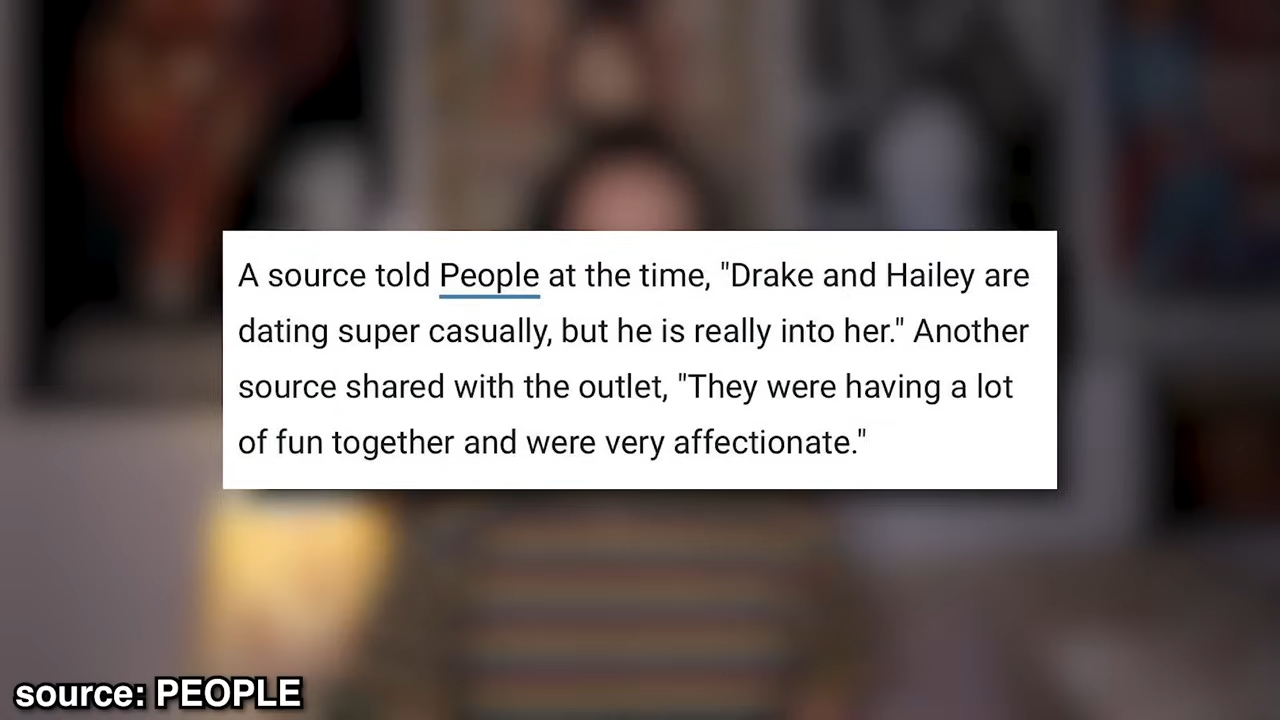 A source told People at the time, "Drake and Hailey are
dating super casually, but he is really into her." Another
source shared with the outlet, "They were having a lot
of fun together and were very affectionate."
source: PEOPLE